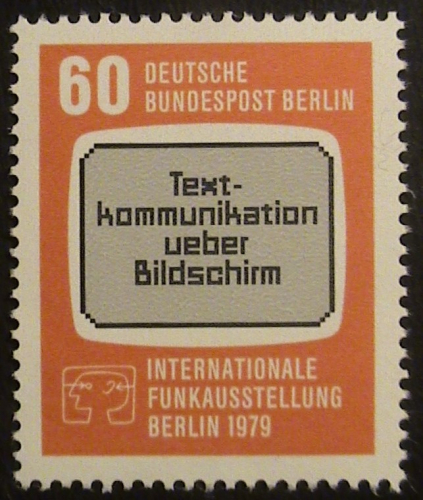 60 DEUTSCHE
BUNDESPOST BERLIN
Text-
kommunikation
ueber
Bildschirm
INTERNATIONALE
FUNKAUSSTELLUNG
BERLIN 1979